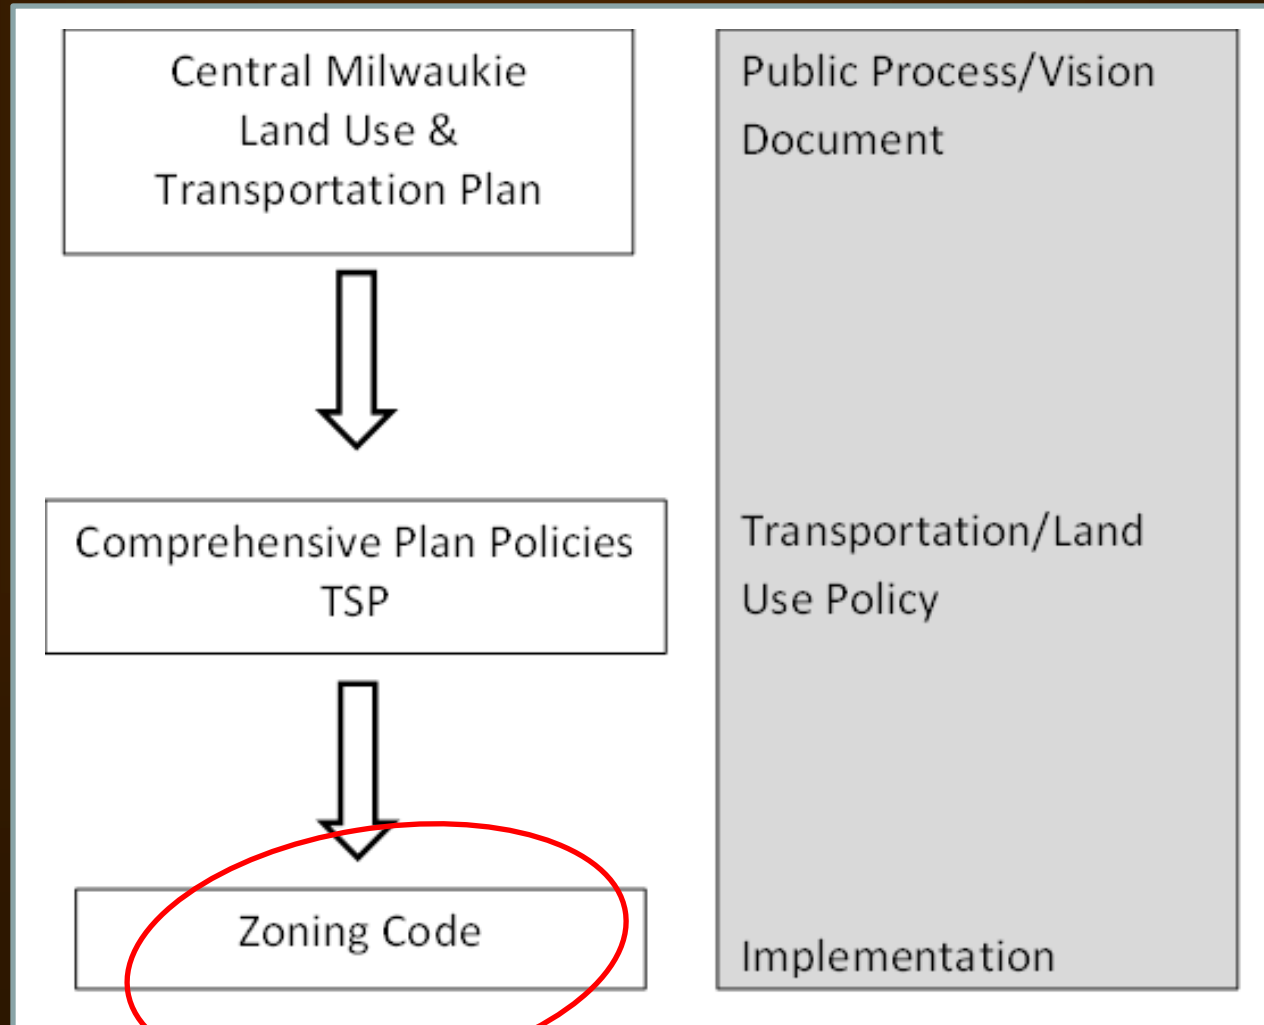 Central Milwaukie
Land Use &
Transportation Plan
Public Process/Vision
Document
Comprehensive Plan Policies
TSP
Transportation/Land
Use Policy
Zoning Code
Implementation